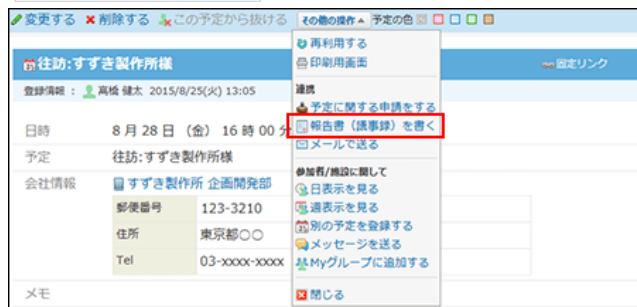 変更する 削除する この予定から抜ける その他の操作▲ 予定の色
再利用する
印刷用画面
往訪:すずき製作所様
固定リンク
登録情報 : 高橋 健太 2015/8/25(火) 13:05
連携
予定に関する申請をする
報告書（議事録）を書く
メールで送る
日時 8 月 28 日 （金） 16 時 00 分
予定 往訪:すずき製作所様
会社情報 すずき製作所 企画開発部
郵便番号 123-3210
住所 東京都〇〇
Tel 03-xxxx-xxxx
参加者/施設に関して
日表示を見る
週表示を見る
別の予定を登録する
メッセージを送る
Myグループに追加する
閉じる
メモ